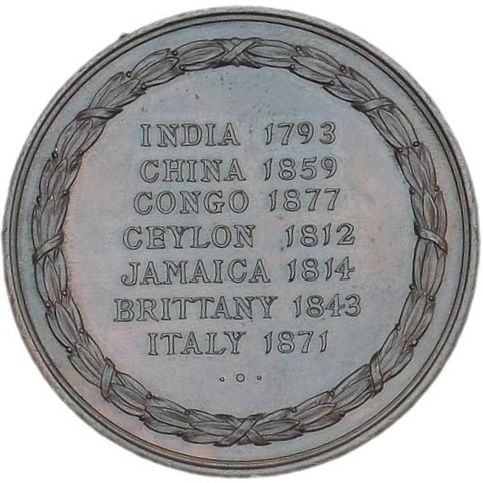 INDIA 1793
CHINA 1859
CONGO 1877
CEYLON 1812
JAMAICA 1814
BRITTANY 1843
ITALY 1871